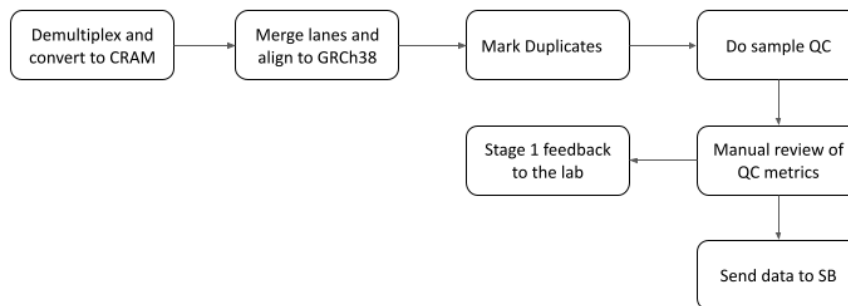 Demultiplex and
convert to CRAM
Merge lanes and
align to GRCh38
Mark Duplicates
Do sample QC
Stage 1 feedback
to the lab
Manual review of
QC metrics
Send data to SB